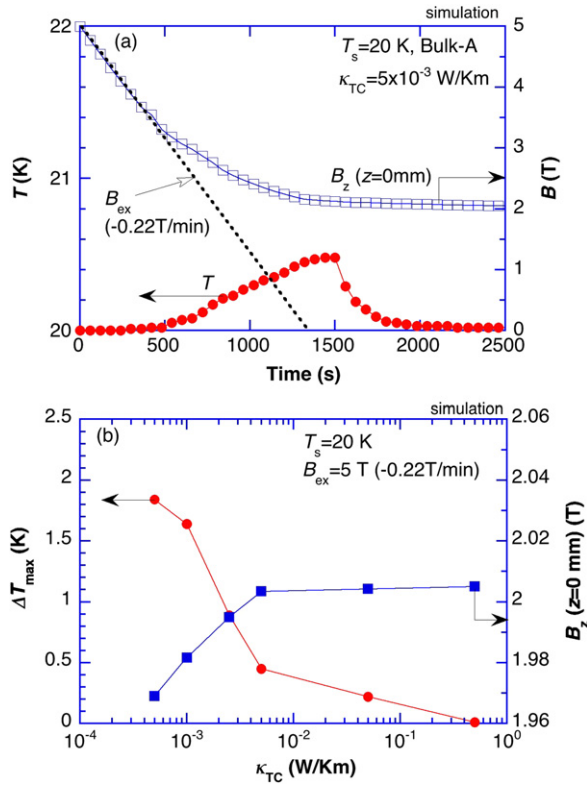 simulation
(a)
T_s=20 K, Bulk-A
κ_TC=5x10^-3 W/Km
B_z (z=0mm)
B_ex
(-0.22T/min)
T
22
21
20
T (K)
5
4
3
2
1
0
B (T)
0 500 1000 1500 2000 2500
Time (s)
simulation
(b)
T_s=20 K
B_ex=5 T (-0.22T/min)
2.5
2
1.5
1
0.5
0
ΔT_max (K)
2.06
2.04
2.02
2
1.98
1.96
B_z (z=0 mm) (T)
10^-4 10^-3 10^-2 10^-1 10^0
κ_TC (W/Km)